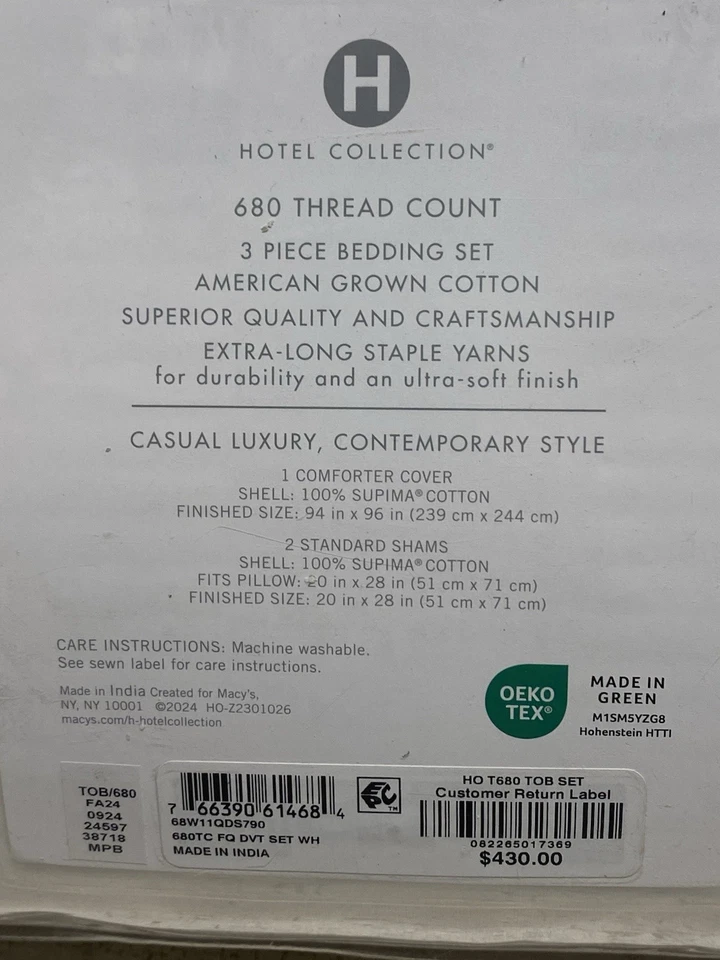 H
HOTEL COLLECTION®
680 THREAD COUNT
3 PIECE BEDDING SET
AMERICAN GROWN COTTON
SUPERIOR QUALITY AND CRAFTSMANSHIP
EXTRA-LONG STAPLE YARNS
for durability and an ultra-soft finish
CASUAL LUXURY, CONTEMPORARY STYLE
1 COMFORTER COVER
SHELL: 100% SUPIMA® COTTON
FINISHED SIZE: 94 in x 96 in (239 cm x 244 cm)
2 STANDARD SHAMS
SHELL: 100% SUPIMA® COTTON
FITS PILLOW: 20 in x 28 in (51 cm x 71 cm)
FINISHED SIZE: 20 in x 28 in (51 cm x 71 cm)
CARE INSTRUCTIONS: Machine washable.
See sewn label for care instructions.
Made in India Created for Macy's,
NY, NY 10001 ©2024 HO-Z2301026
macys.com/h-hotelcollection
OEKO
TEX®
MADE IN
GREEN
M1SM5YZG8
Hohenstein HTTI
TOB/680
FA24
0924
24597
38718
MPB
7 66390 61468 4
68W11QDS790
680TC FQ DVT SET WH
MADE IN INDIA
EPC TM
HO T680 TOB SET
Customer Return Label
082265017369
$430.00